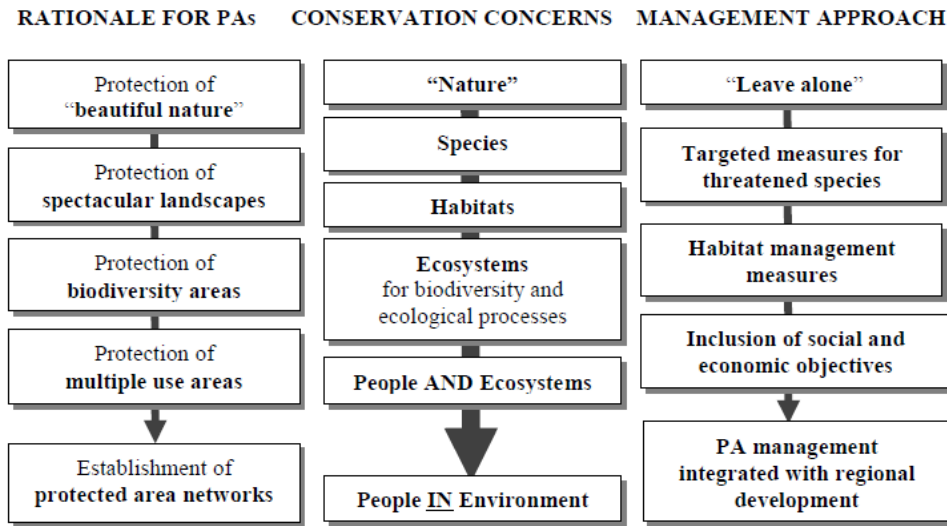 RATIONALE FOR PAs
Protection of
“beautiful nature”
Protection of
spectacular landscapes
Protection of
biodiversity areas
Protection of
multiple use areas
Establishment of
protected area networks
CONSERVATION CONCERNS
“Nature”
Species
Habitats
Ecosystems
for biodiversity and
ecological processes
People AND Ecosystems
People IN Environment
MANAGEMENT APPROACH
“Leave alone”
Targeted measures for
threatened species
Habitat management
measures
Inclusion of social and
economic objectives
PA management
integrated with regional
development